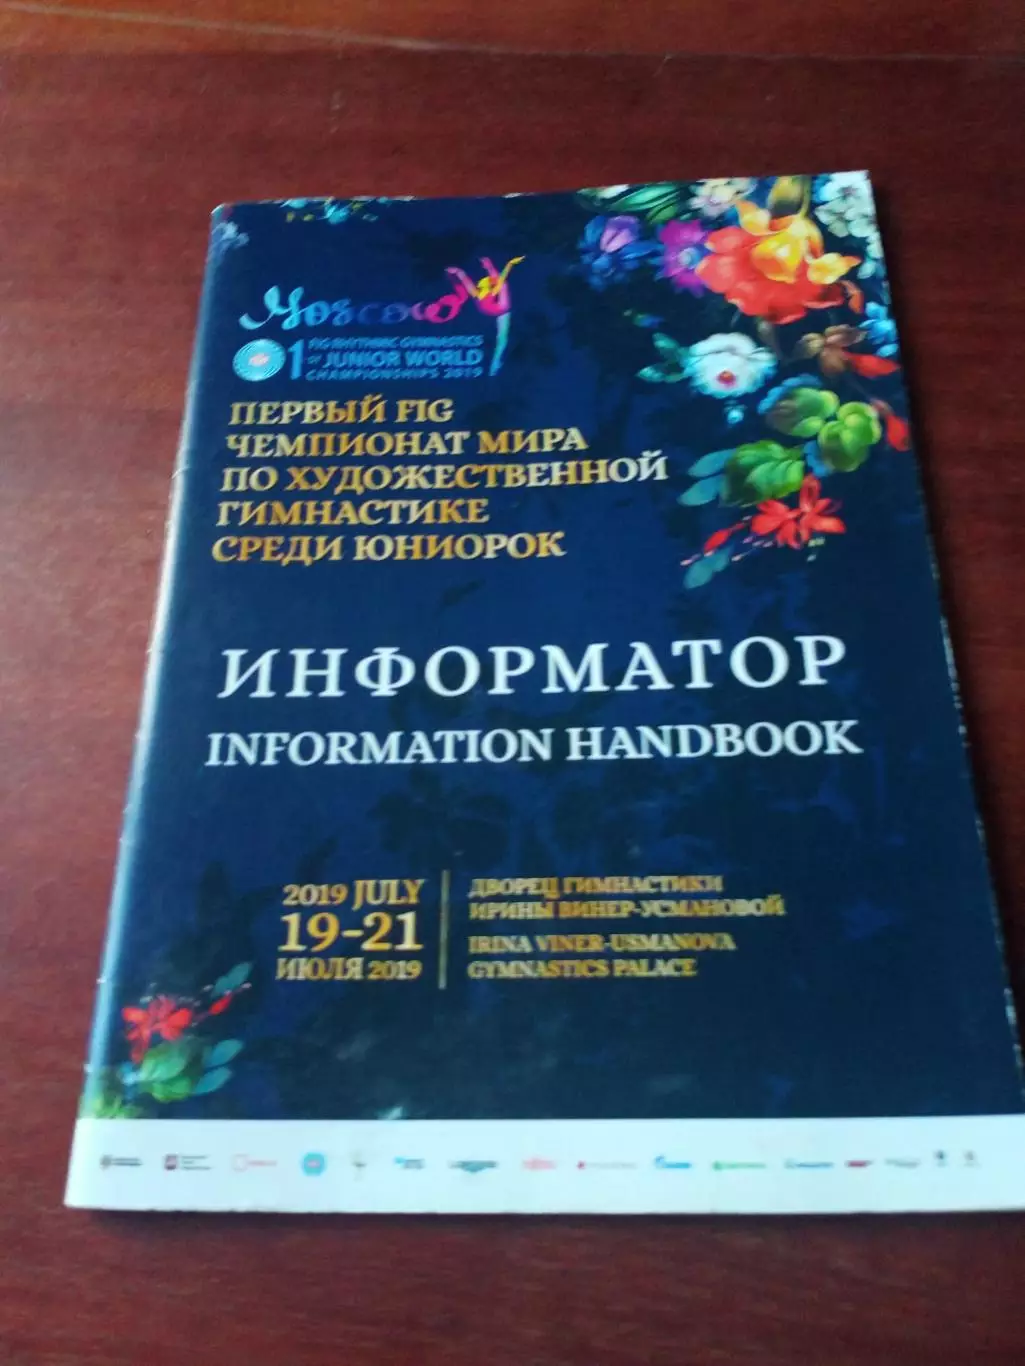 Moscow
1 FIG RHYTHMIC GYMNASTICS
st JUNIOR WORLD
CHAMPIONSHIPS 2019
ПЕРВЫЙ FIG
ЧЕМПИОНАТ МИРА
ПО ХУДОЖЕСТВЕННОЙ
ГИМНАСТИКЕ
СРЕДИ ЮНИОРОК
ИНФОРМАТОР
INFORMATION HANDBOOK
2019 JULY
19-21
ИЮЛЯ 2019
ДВОРЕЦ ГИМНАСТИКИ
ИРИНЫ ВИНЕР-УСМАНОВОЙ
IRINA VINER-USMANOVA
GYMNASTICS PALACE